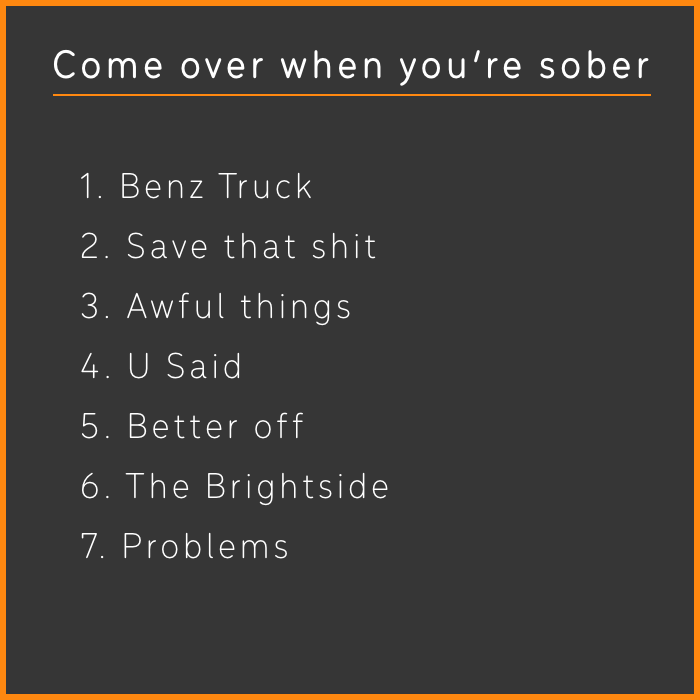 Come over when you're sober
1. Benz Truck
2. Save that shit
3. Awful things
4. U Said
5. Better off
6. The Brightside
7. Problems